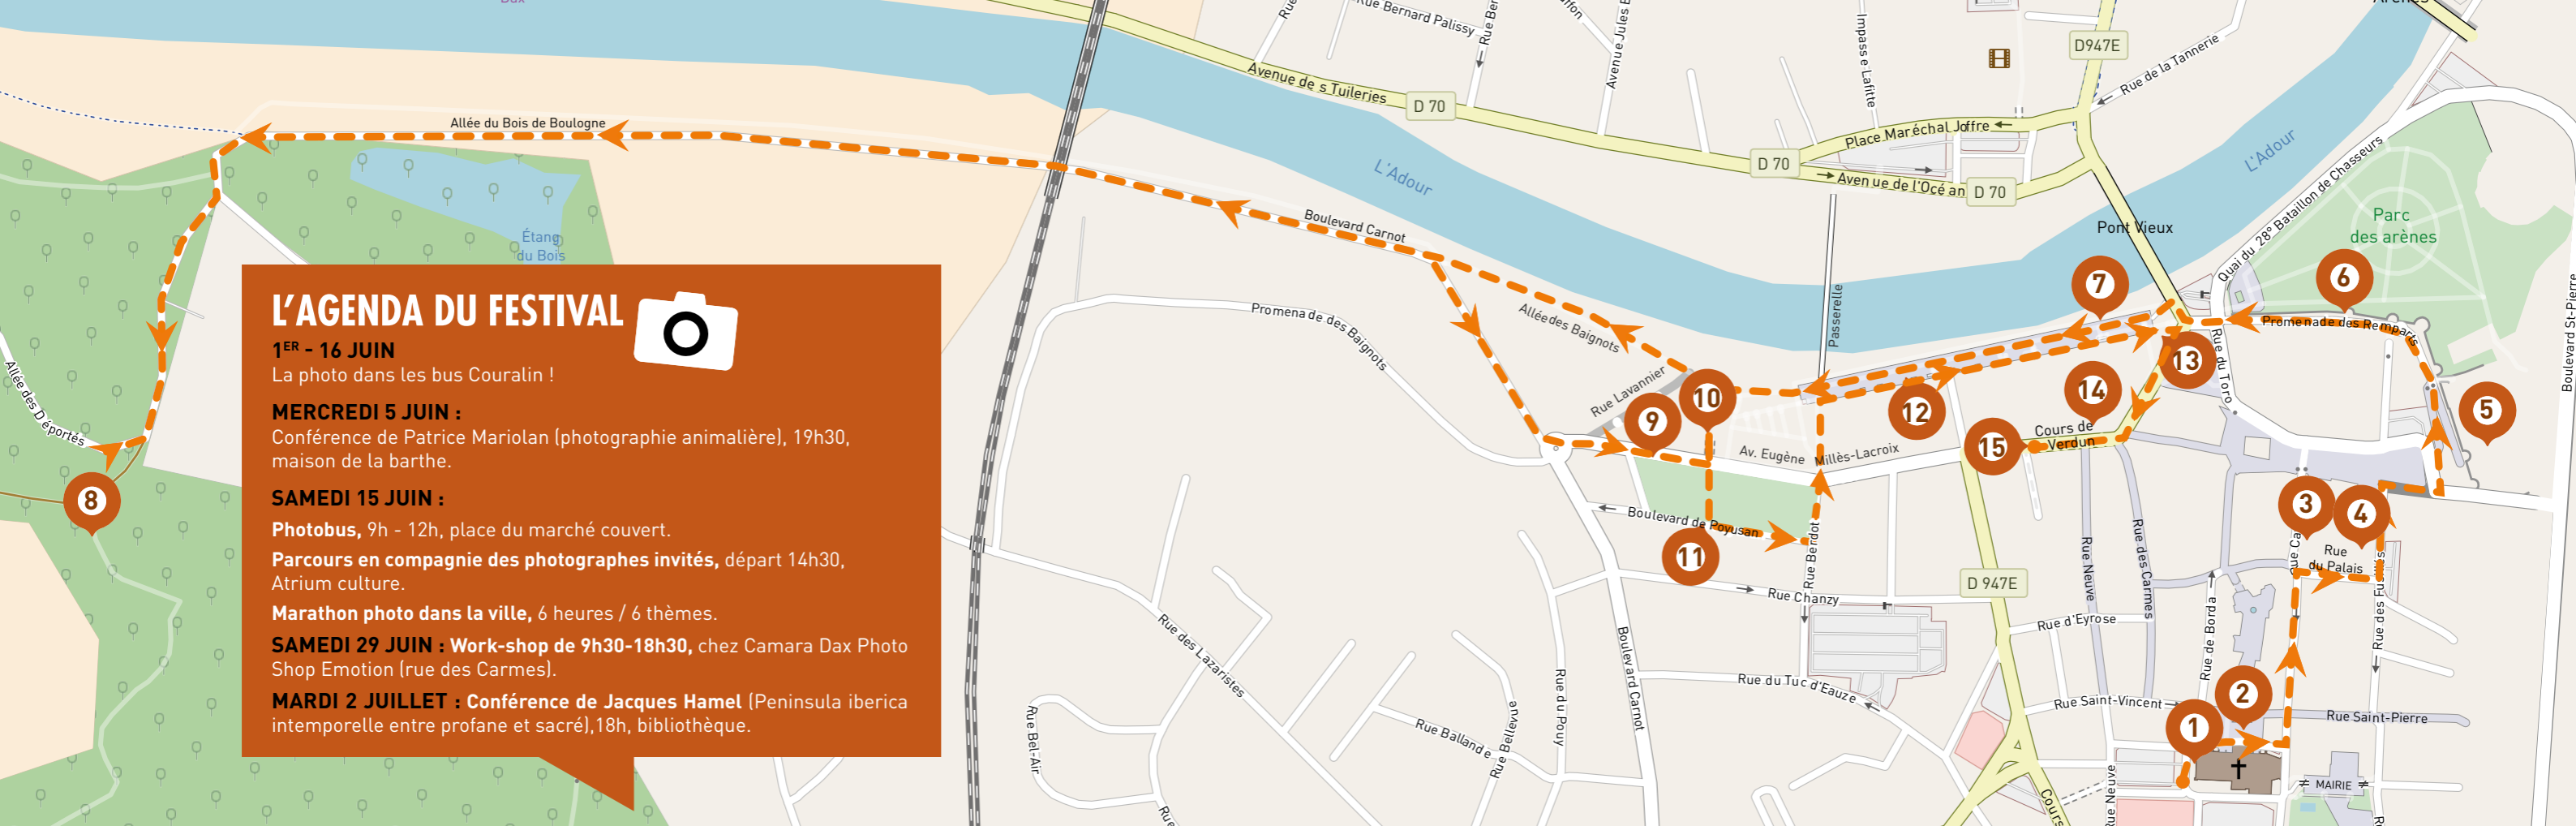 Dax
Rue Bernard Palissy
Avenue des Tuileries
D 70
Impasse Lafitte
D947E
Rue de la Tannerie
Place Maréchal Joffre
D 70
Avenue de l'Océan
D 70
L'Adour
L'Adour
Pont Vieux
Quai du 28e Bataillon de Chasseurs
Parc
des arènes
Boulevard St-Pierre
Allée du Bois de Boulogne
Étang
du Bois
Allée des Déportés
8
L'AGENDA DU FESTIVAL
1ER - 16 JUIN
La photo dans les bus Couralin !
MERCREDI 5 JUIN :
Conférence de Patrice Mariolan (photographie animalière), 19h30,
maison de la barthe.
SAMEDI 15 JUIN :
Photobus, 9h - 12h, place du marché couvert.
Parcours en compagnie des photographes invités, départ 14h30,
Atrium culture.
Marathon photo dans la ville, 6 heures / 6 thèmes.
SAMEDI 29 JUIN : Work-shop de 9h30-18h30, chez Camara Dax Photo
Shop Emotion (rue des Carmes).
MARDI 2 JUILLET : Conférence de Jacques Hamel (Peninsula iberica
intemporelle entre profane et sacré),18h, bibliothèque.
Boulevard Carnot
Promenade des Baignots
Allée des Baignots
Passerelle
Rue Lavannier
9
10
Av. Eugène Millès-Lacroix
12
7
6
Promenade des Remparts
13
14
15
Cours de
Verdun
Rue du Toro
5
Boulevard de Poyusan
11
Rue Berdot
Rue Chanzy
D 947E
3
4
Rue
du Palais
Rue Neuve
Rue des Carmes
Rue d'Eyrose
Rue de Borda
Rue des Lazaristes
Boulevard Carnot
Rue du Pouy
Rue du Tuc d'Eauze
Rue Bel-Air
Rue Ballande
Rue Bellevue
Rue Saint-Vincent
2
1
Rue Saint-Pierre
MAIRIE
Rue Neuve
Cours
Rue